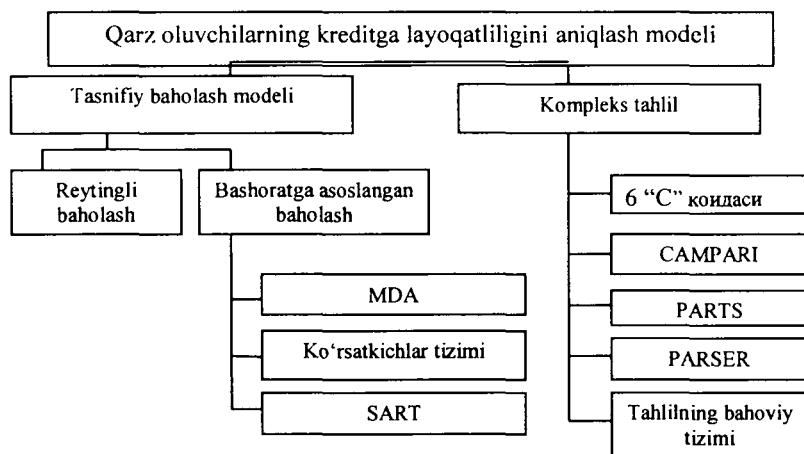 Qarz oluvchilarning kreditga layoqatliligini aniqlash modeli
Tasnifiy baholash modeli
Kompleks tahlil
Reytingli
baholash
Bashoratga asoslangan
baholash
MDA
Ko‘rsatkichlar tizimi
SART
6 “C” коидаси
CAMPARI
PARTS
PARSER
Tahlilning bahoviy
tizimi